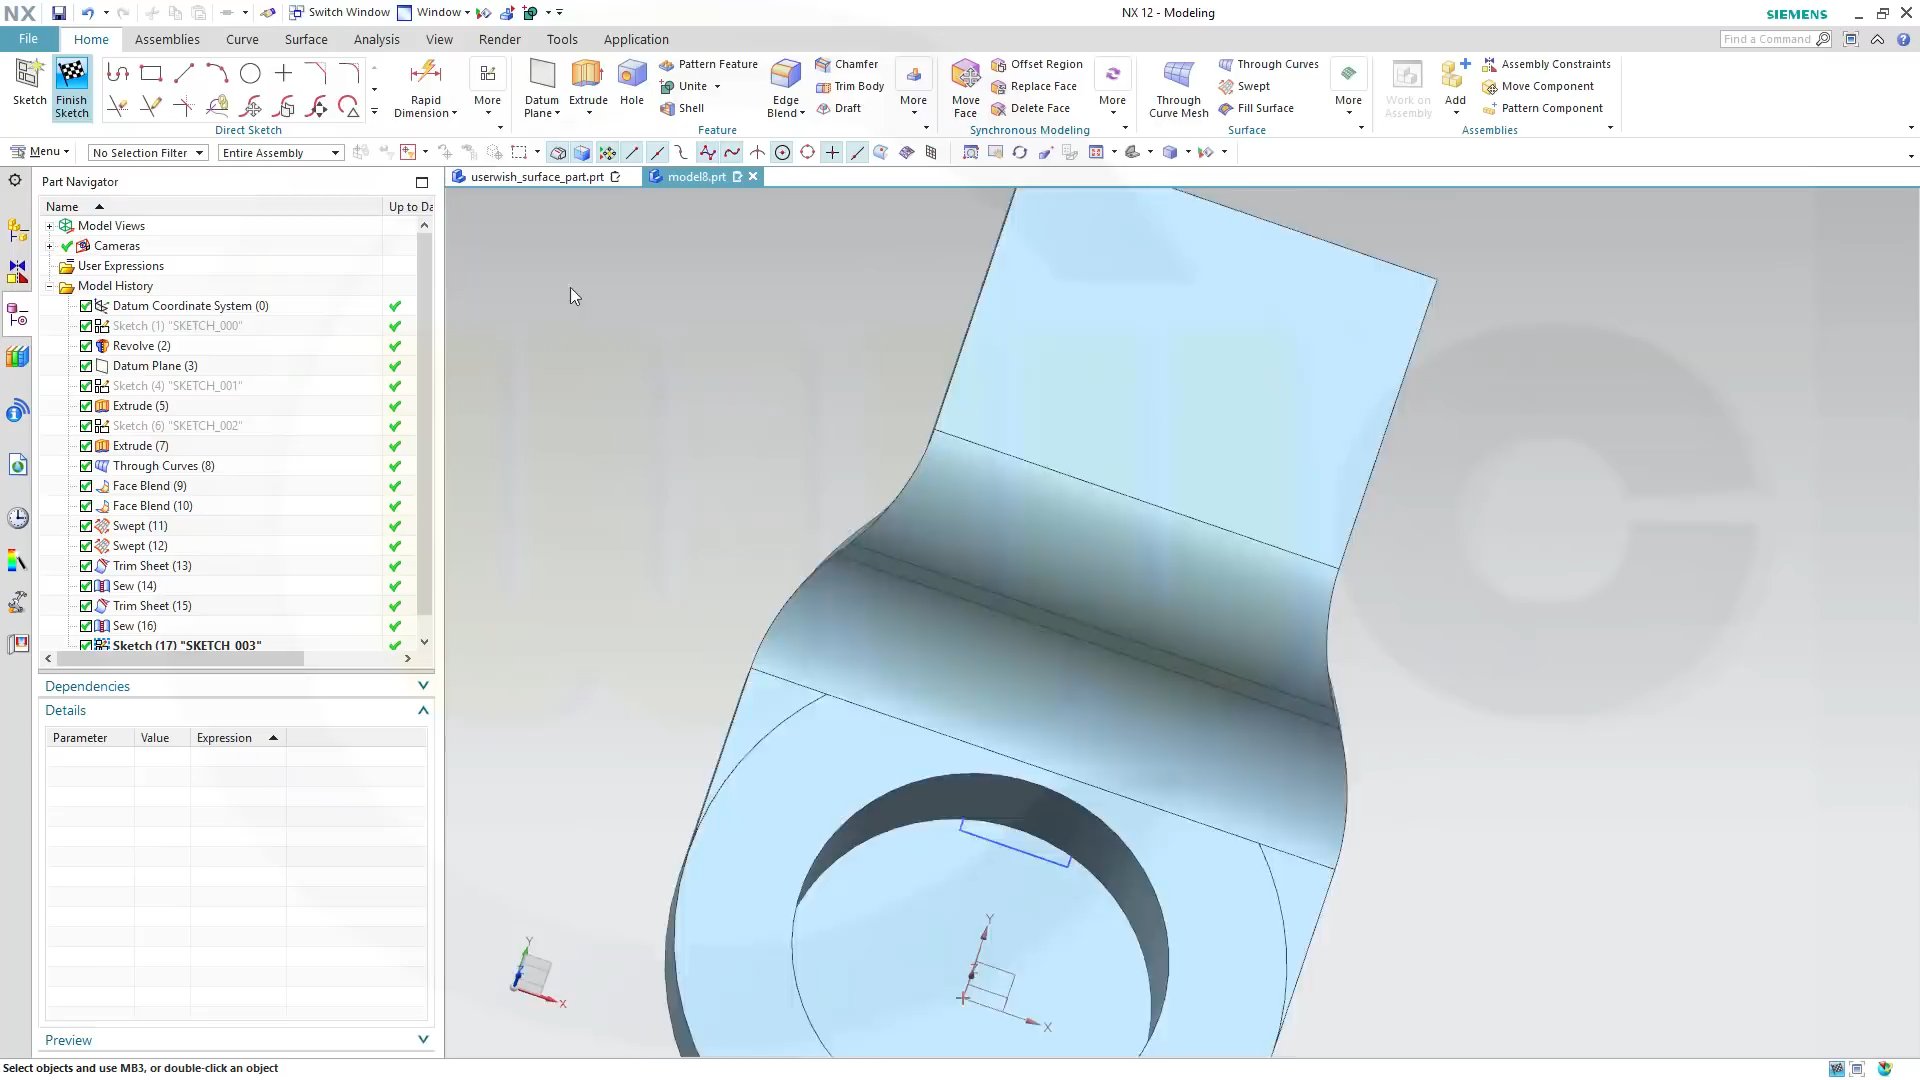 NX
Switch Window
Window
NX 12 - Modeling
SIEMENS
File
Home
Assemblies
Curve
Surface
Analysis
View
Render
Tools
Application
Find a Command
Sketch
Finish
Sketch
Rapid
Dimension
More
Direct Sketch
Datum
Plane
Extrude
Hole
Pattern Feature
Unite
Shell
Edge
Blend
Chamfer
Trim Body
Draft
More
Feature
Move
Face
Offset Region
Replace Face
Delete Face
More
Synchronous Modeling
Through
Curve Mesh
Through Curves
Swept
Fill Surface
More
Surface
Work on
Assembly
Add
Assembly Constraints
Move Component
Pattern Component
Assemblies
Menu
No Selection Filter
Entire Assembly
Part Navigator
userwish_surface_part.prt
model8.prt
Name
Up to Da
Model Views
Cameras
User Expressions
Model History
Datum Coordinate System (0)
Sketch (1) "SKETCH_000"
Revolve (2)
Datum Plane (3)
Sketch (4) "SKETCH_001"
Extrude (5)
Sketch (6) "SKETCH_002"
Extrude (7)
Through Curves (8)
Face Blend (9)
Face Blend (10)
Swept (11)
Swept (12)
Trim Sheet (13)
Sew (14)
Trim Sheet (15)
Sew (16)
Sketch (17) "SKETCH_003"
Dependencies
Details
Parameter
Value
Expression
Preview
Y
X
Y
X
Select objects and use MB3, or double-click an object